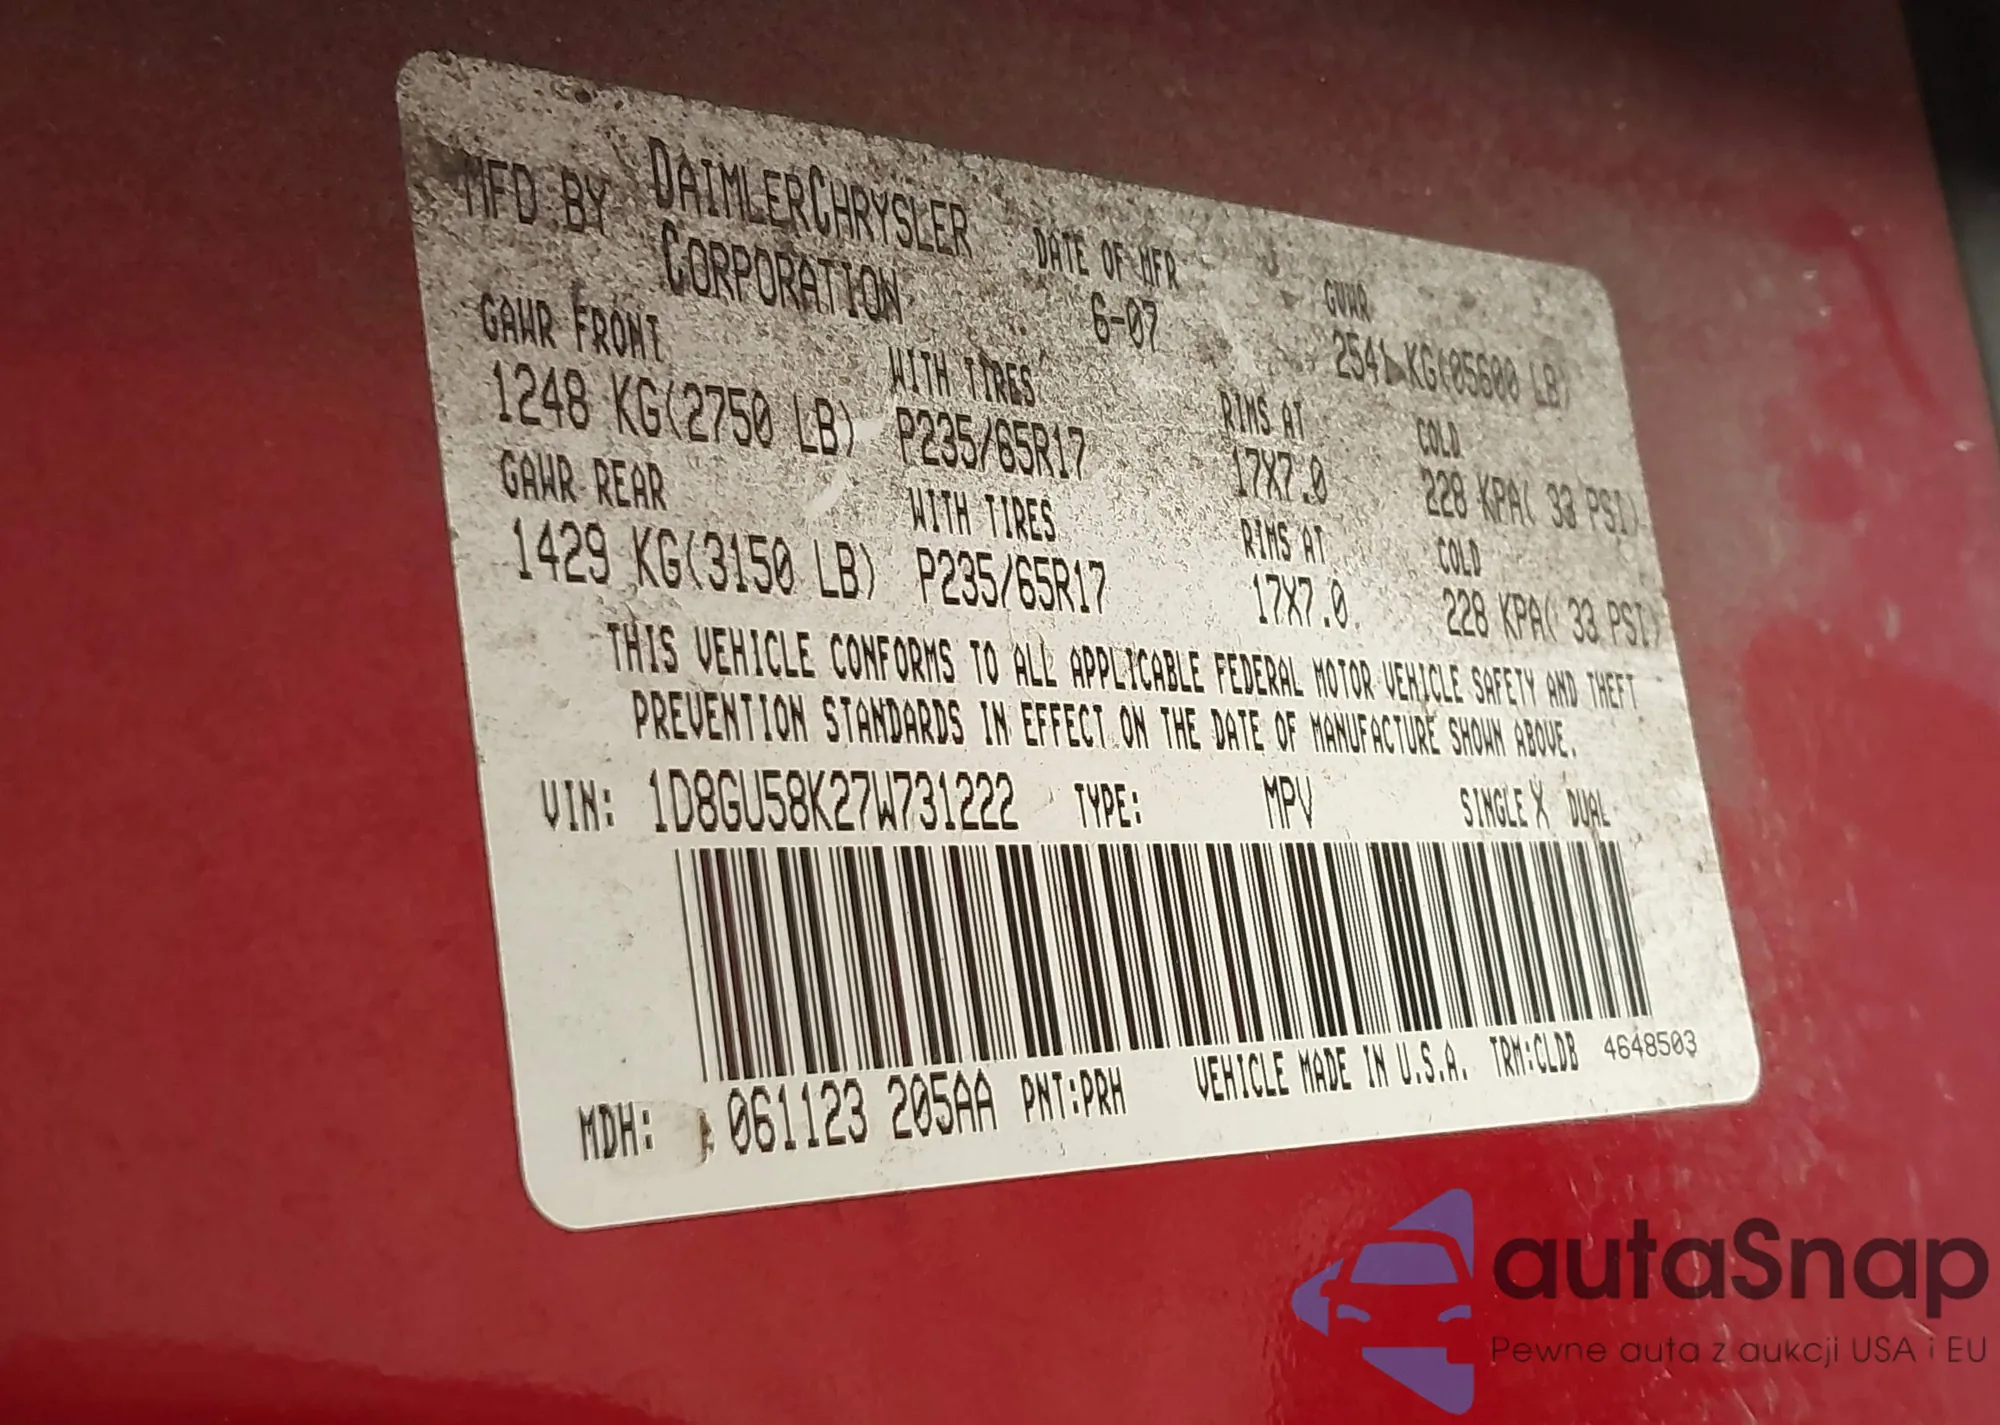 MFD BY DAIMLERCHRYSLER CORPORATION DATE OF MFR 6-07 GVWR 2541 KG(05600 LB)
GAWR FRONT WITH TIRES RIMS AT COLD
1248 KG(2750 LB) P235/65R17 17X7.0 228 KPA( 33 PSI)
GAWR REAR WITH TIRES RIMS AT COLD
1429 KG(3150 LB) P235/65R17 17X7.0. 228 KPA( 33 PSI)
THIS VEHICLE CONFORMS TO ALL APPLICABLE FEDERAL MOTOR VEHICLE SAFETY AND THEFT
PREVENTION STANDARDS IN EFFECT ON THE DATE OF MANUFACTURE SHOWN ABOVE.
VIN: 1D8GU58K27W731222 TYPE: MPV SINGLE X DUAL
MDH: 061123 205AA PNT:PRH VEHICLE MADE IN U.S.A. TRM:CLDB 4648503
autaSnap
Pewne auta z aukcji USA i EU